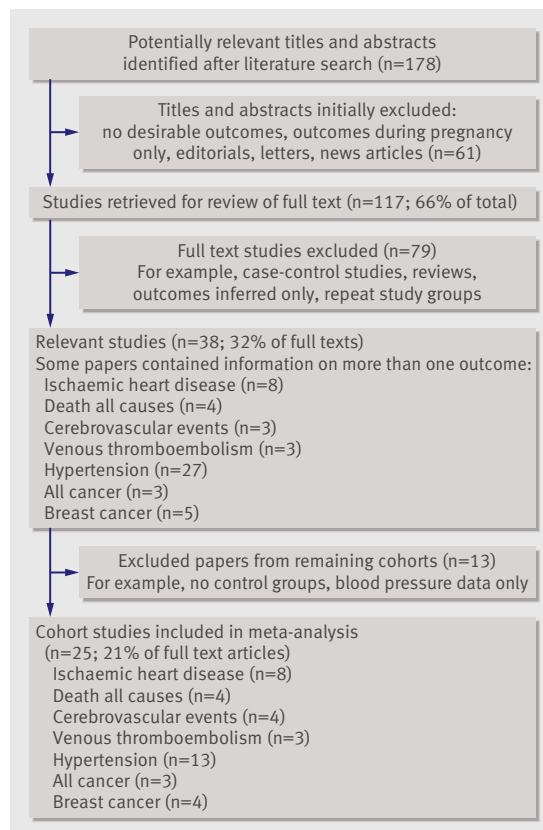 Potentially relevant titles and abstracts
identified after literature search (n=178)
Titles and abstracts initially excluded:
no desirable outcomes, outcomes during pregnancy
only, editorials, letters, news articles (n=61)
Studies retrieved for review of full text (n=117; 66% of total)
Full text studies excluded (n=79)
For example, case-control studies, reviews,
outcomes inferred only, repeat study groups
Relevant studies (n=38; 32% of full texts)
Some papers contained information on more than one outcome:
Ischaemic heart disease (n=8)
Death all causes (n=4)
Cerebrovascular events (n=3)
Venous thromboembolism (n=3)
Hypertension (n=27)
All cancer (n=3)
Breast cancer (n=5)
Excluded papers from remaining cohorts (n=13)
For example, no control groups, blood pressure data only
Cohort studies included in meta-analysis
(n=25; 21% of full text articles)
Ischaemic heart disease (n=8)
Death all causes (n=4)
Cerebrovascular events (n=4)
Venous thromboembolism (n=3)
Hypertension (n=13)
All cancer (n=3)
Breast cancer (n=4)